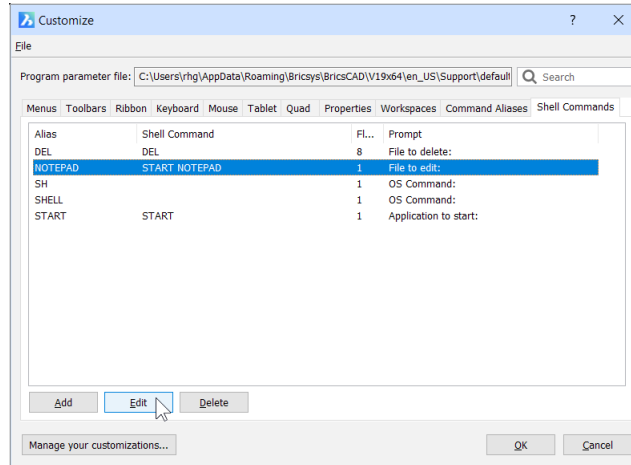 Customize ? ×
File
Program parameter file: C:\Users\rhg\AppData\Roaming\Bricsys\BricsCAD\V19x64\en_US\Support\default Search
Menus Toolbars Ribbon Keyboard Mouse Tablet Quad Properties Workspaces Command Aliases Shell Commands
Alias Shell Command Fl... Prompt
DEL DEL 8 File to delete:
NOTEPAD START NOTEPAD 1 File to edit:
SH 1 OS Command:
SHELL 1 OS Command:
START START 1 Application to start:
Add Edit Delete
Manage your customizations... OK Cancel